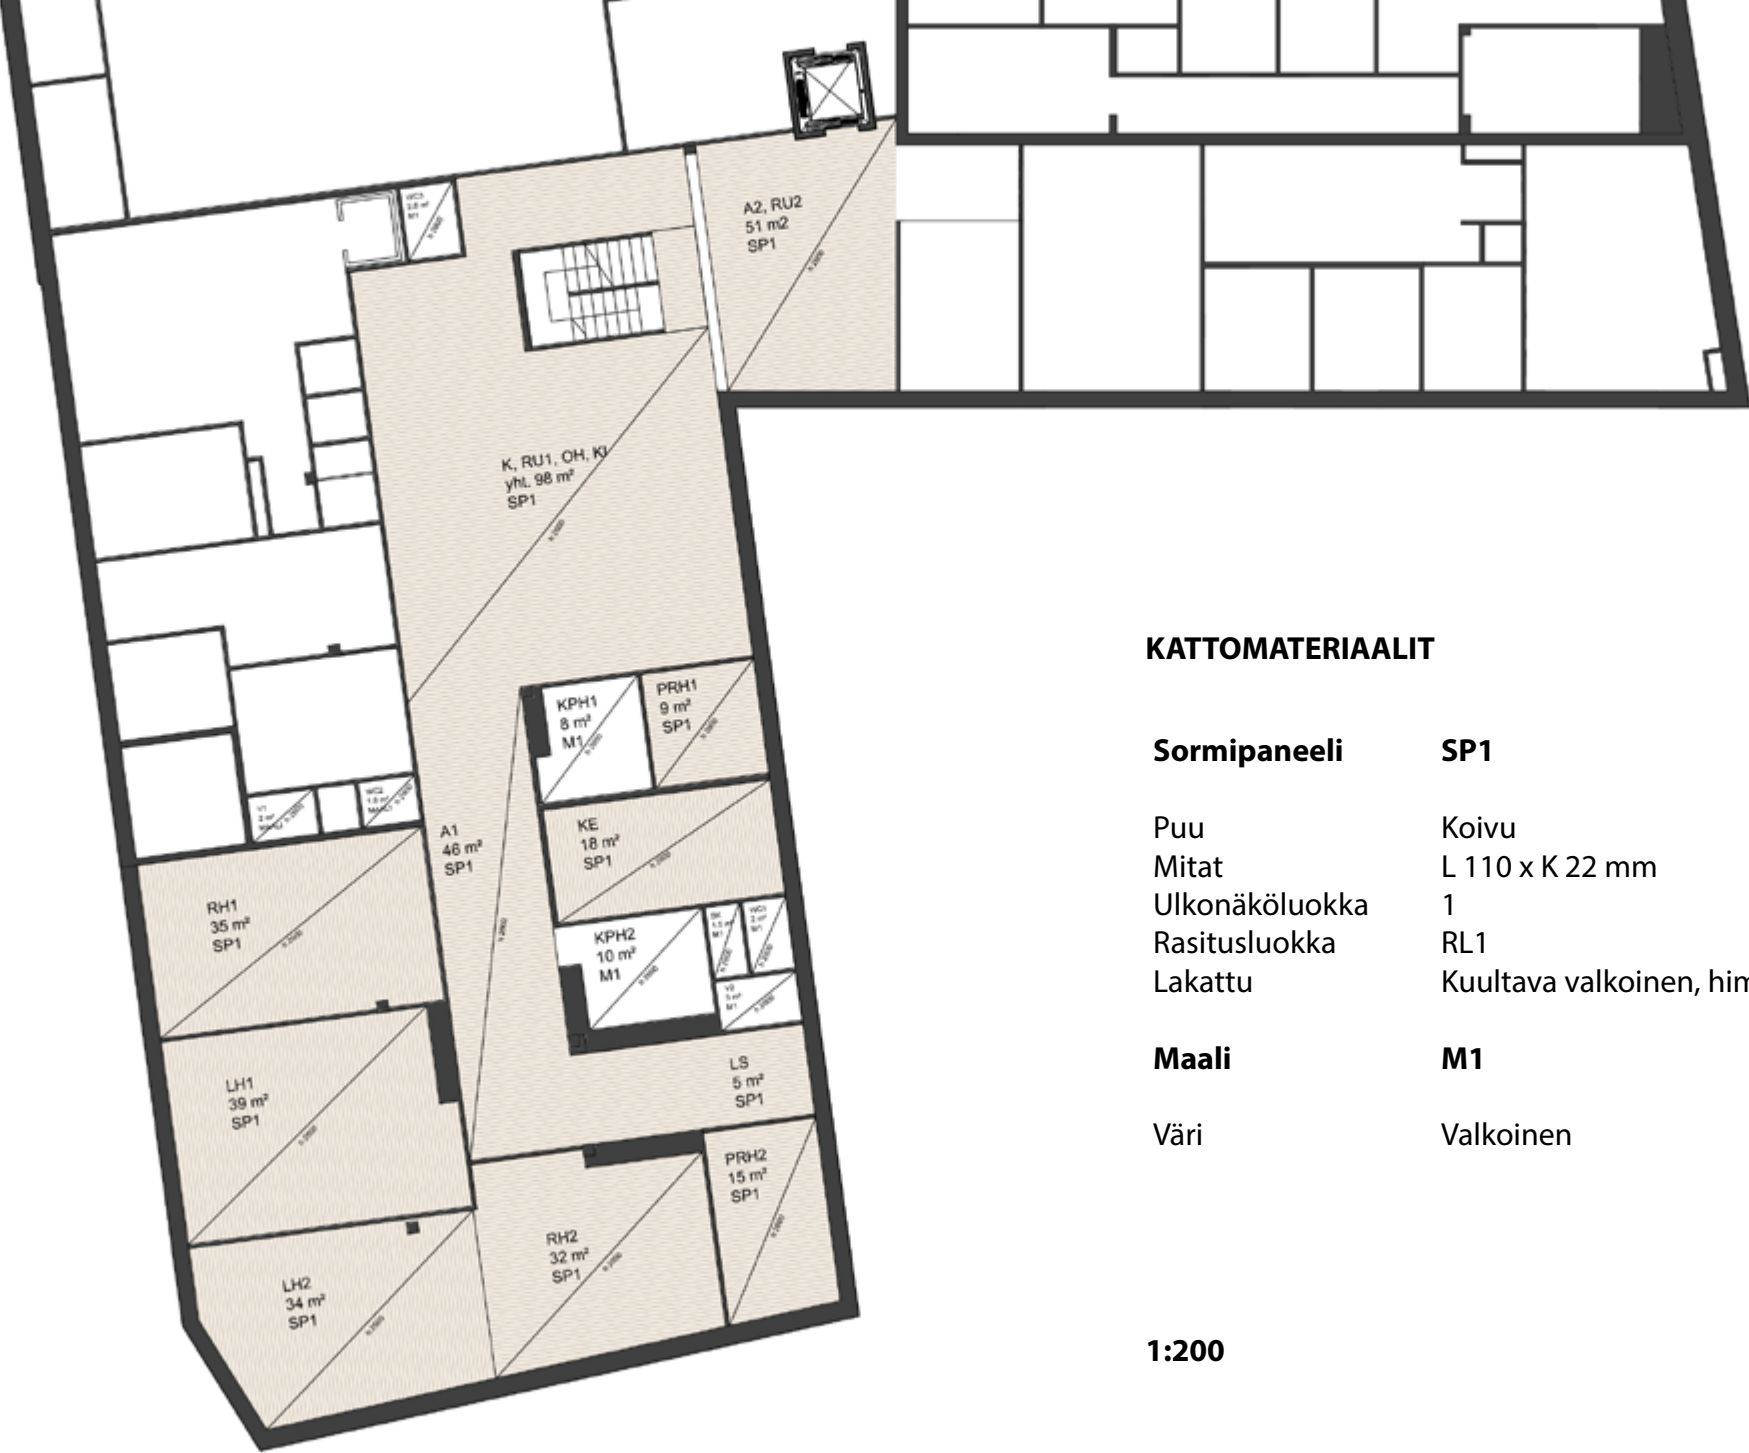 WC3
M1
A2, RU2
51 m2
SP1
K, RU1, OH, KI
yht. 98 m²
SP1
KPH1
8 m²
M1
PRH1
9 m²
SP1
WC2
A1
46 m²
SP1
KE
18 m²
SP1
RH1
35 m²
SP1
KPH2
10 m²
M1
LS
5 m²
SP1
LH1
39 m²
SP1
PRH2
15 m²
SP1
RH2
32 m²
SP1
LH2
34 m²
SP1
KATTOMATERIAALIT
Sormipaneeli SP1
Puu Koivu
Mitat L 110 x K 22 mm
Ulkonäköluokka 1
Rasitusluokka RL1
Lakattu Kuultava valkoinen, him
Maali M1
Väri Valkoinen
1:200